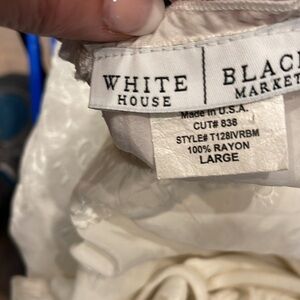 WHITE | BLAC
HOUSE | MARKET
Made in U.S.A.
CUT# 838
STYLE# T128IVRBM
100% RAYON
LARGE